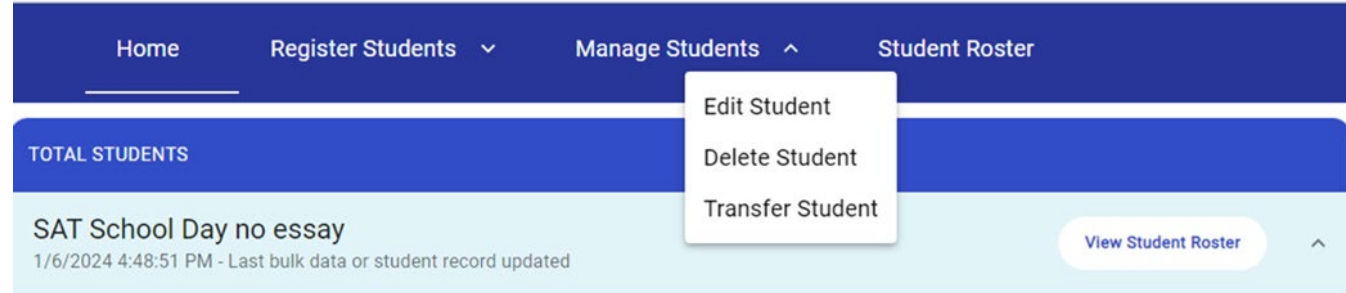 Home Register Students Manage Students Student Roster
Edit Student
Delete Student
Transfer Student
TOTAL STUDENTS
SAT School Day no essay
1/6/2024 4:48:51 PM - Last bulk data or student record updated
View Student Roster